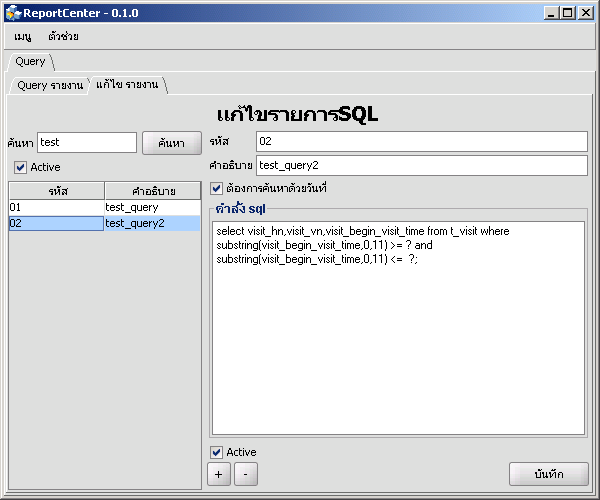 ReportCenter - 0.1.0
เมนู ตัวช่วย
Query
Query รายงาน แก้ไข รายงาน
แก้ไขรายการSQL
ค้นหา test ค้นหา
Active
รหัส คำอธิบาย
01 test_query
02 test_query2
รหัส 02
คำอธิบาย test_query2
ต้องการค้นหาด้วยวันที่
คำสั่ง sql
select visit_hn,visit_vn,visit_begin_visit_time from t_visit where
substring(visit_begin_visit_time,0,11) >= ? and
substring(visit_begin_visit_time,0,11) <= ?;
Active
+ - บันทึก